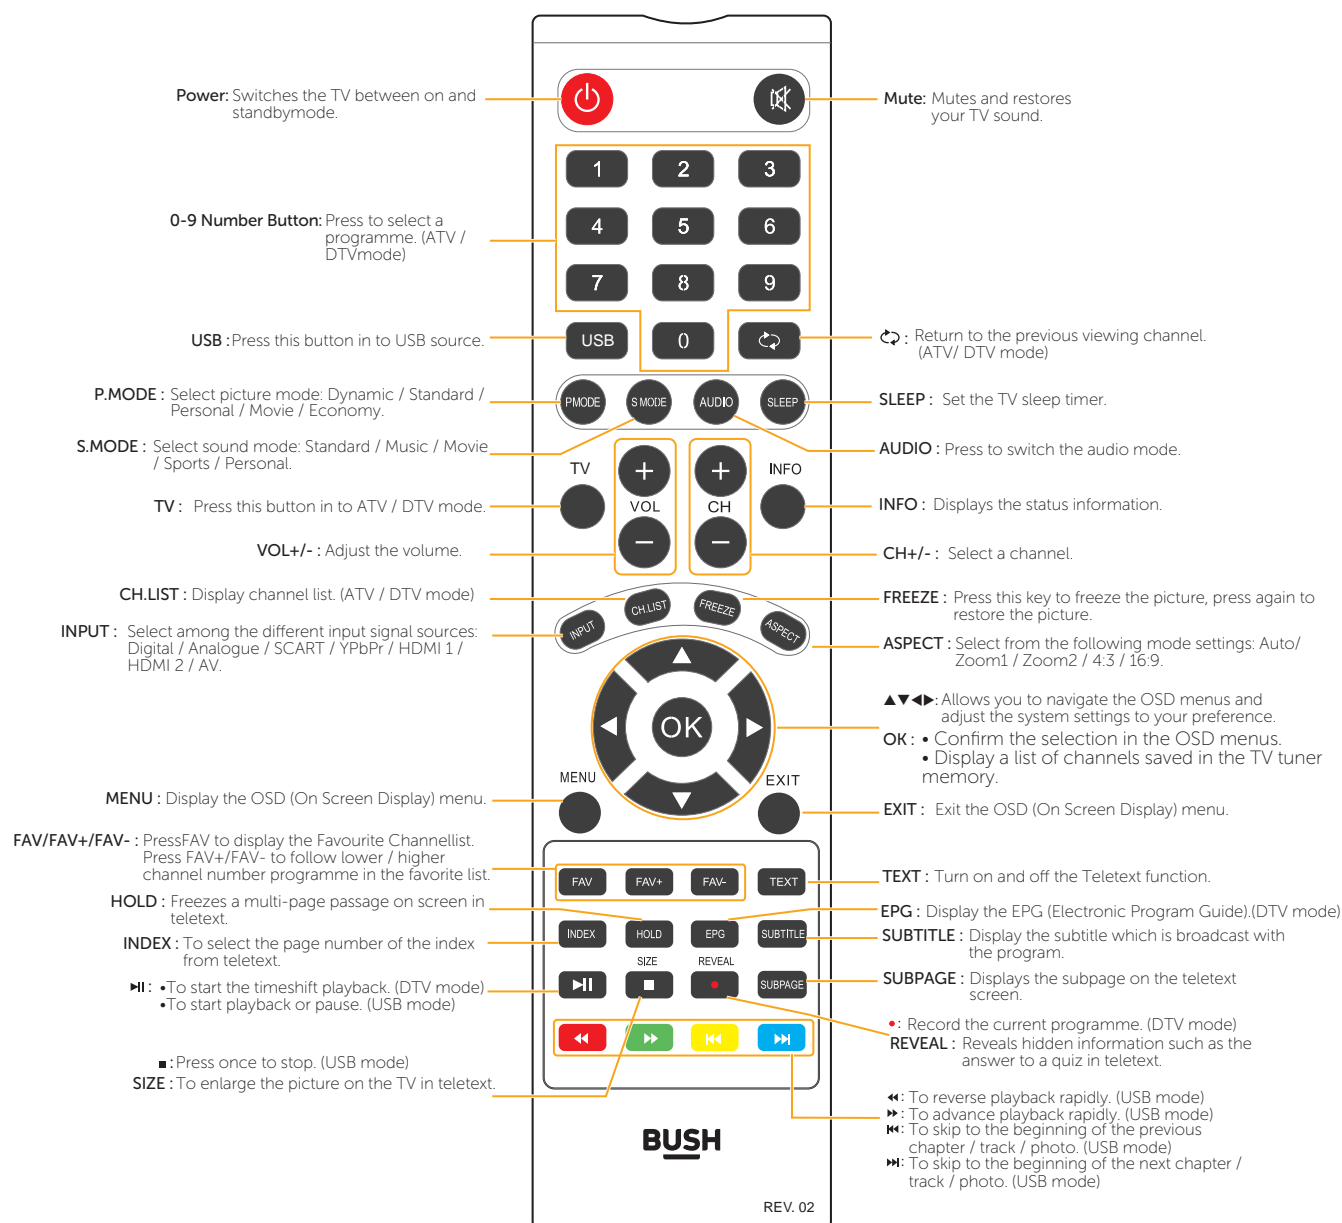 Power: Switches the TV between on and
standbymode.
0-9 Number Button: Press to select a
programme. (ATV /
DTVmode)
USB : Press this button in to USB source.
P.MODE : Select picture mode: Dynamic / Standard /
Personal / Movie / Economy.
S.MODE : Select sound mode: Standard / Music / Movie
/ Sports / Personal.
TV : Press this button in to ATV / DTV mode.
VOL+/- : Adjust the volume.
CH.LIST : Display channel list. (ATV / DTV mode)
INPUT : Select among the different input signal sources:
Digital / Analogue / SCART / YPbPr / HDMI 1 /
HDMI 2 / AV.
MENU : Display the OSD (On Screen Display) menu.
FAV/FAV+/FAV- : PressFAV to display the Favourite Channellist.
Press FAV+/FAV- to follow lower / higher
channel number programme in the favorite list.
HOLD : Freezes a multi-page passage on screen in
teletext.
INDEX : To select the page number of the index
from teletext.
⏯ : •To start the timeshift playback. (DTV mode)
•To start playback or pause. (USB mode)
■ : Press once to stop. (USB mode)
SIZE : To enlarge the picture on the TV in teletext.
1 2 3
4 5 6
7 8 9
USB 0
PMODE S MODE AUDIO SLEEP
TV + + INFO
VOL CH
− −
INPUT CH.LIST FREEZE ASPECT
OK
MENU EXIT
FAV FAV+ FAV- TEXT
INDEX HOLD EPG SUBTITLE
SIZE REVEAL
SUBPAGE
BUSH
REV. 02
Mute: Mutes and restores
your TV sound.
: Return to the previous viewing channel.
(ATV/ DTV mode)
SLEEP : Set the TV sleep timer.
AUDIO : Press to switch the audio mode.
INFO : Displays the status information.
CH+/- : Select a channel.
FREEZE : Press this key to freeze the picture, press again to
restore the picture.
ASPECT : Select from the following mode settings: Auto/
Zoom1 / Zoom2 / 4:3 / 16:9.
▲▼◀▶: Allows you to navigate the OSD menus and
adjust the system settings to your preference.
OK : • Confirm the selection in the OSD menus.
• Display a list of channels saved in the TV tuner
memory.
EXIT : Exit the OSD (On Screen Display) menu.
TEXT : Turn on and off the Teletext function.
EPG : Display the EPG (Electronic Program Guide).(DTV mode)
SUBTITLE : Display the subtitle which is broadcast with
the program.
SUBPAGE : Displays the subpage on the teletext
screen.
●: Record the current programme. (DTV mode)
REVEAL : Reveals hidden information such as the
answer to a quiz in teletext.
⏪: To reverse playback rapidly. (USB mode)
⏩: To advance playback rapidly. (USB mode)
⏮: To skip to the beginning of the previous
chapter / track / photo. (USB mode)
⏭: To skip to the beginning of the next chapter /
track / photo. (USB mode)